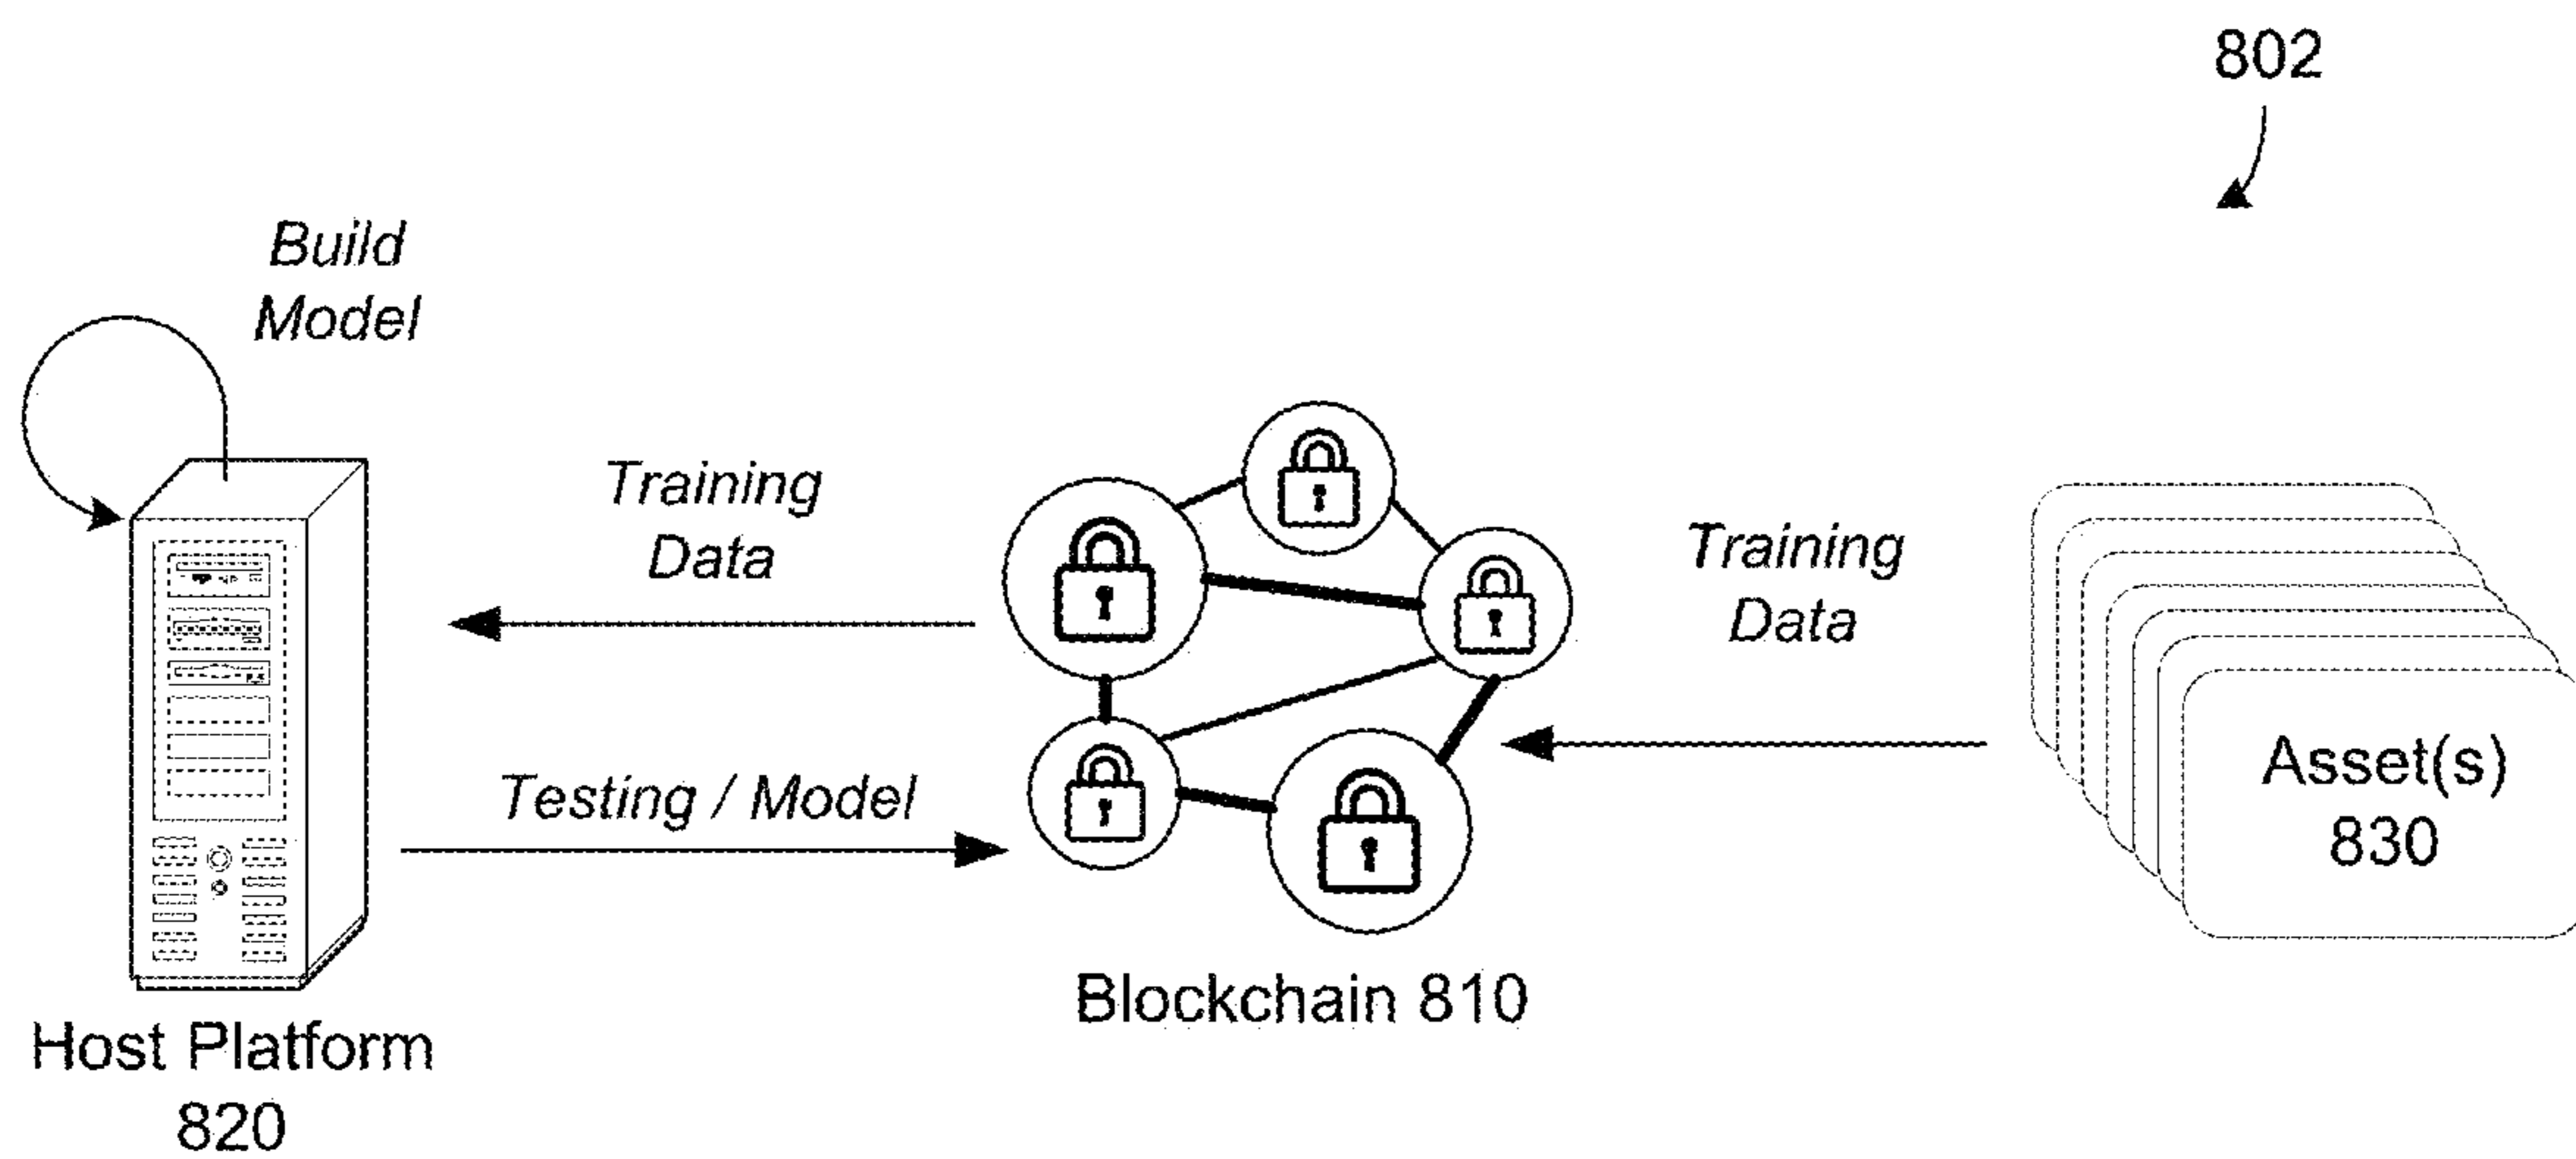 802
Build
Model
Training
Data
Training
Data
Testing / Model
Asset(s)
830
Blockchain 810
Host Platform
820